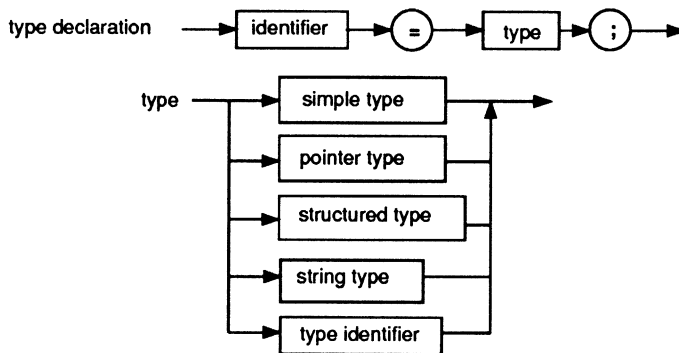 type declaration identifier = type ;
type simple type
pointer type
structured type
string type
type identifier